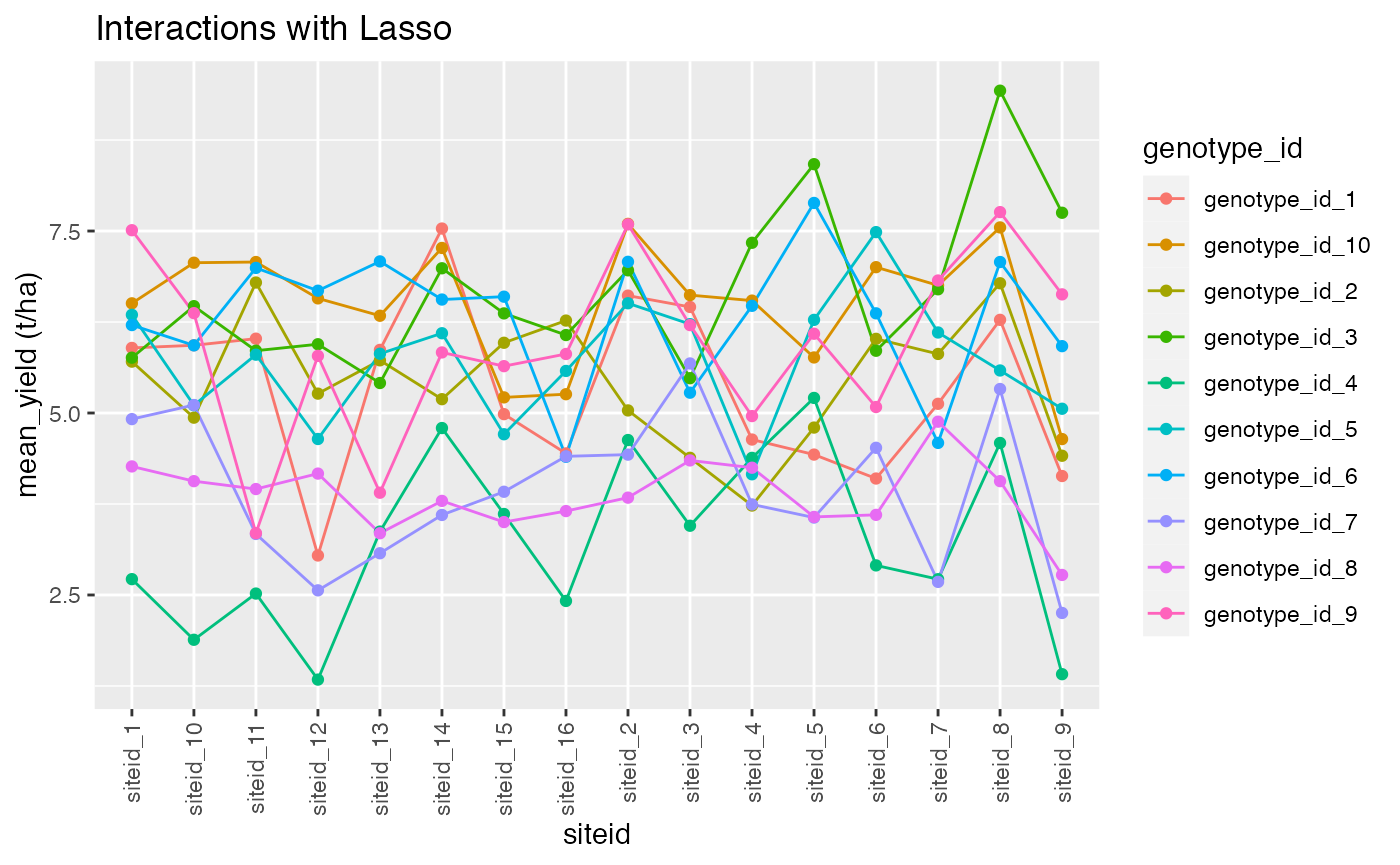 Interactions with Lasso
mean_yield (t/ha)
7.5
5.0
2.5
siteid_1
siteid_10
siteid_11
siteid_12
siteid_13
siteid_14
siteid_15
siteid_16
siteid_2
siteid_3
siteid_4
siteid_5
siteid_6
siteid_7
siteid_8
siteid_9
siteid
genotype_id
genotype_id_1
genotype_id_10
genotype_id_2
genotype_id_3
genotype_id_4
genotype_id_5
genotype_id_6
genotype_id_7
genotype_id_8
genotype_id_9